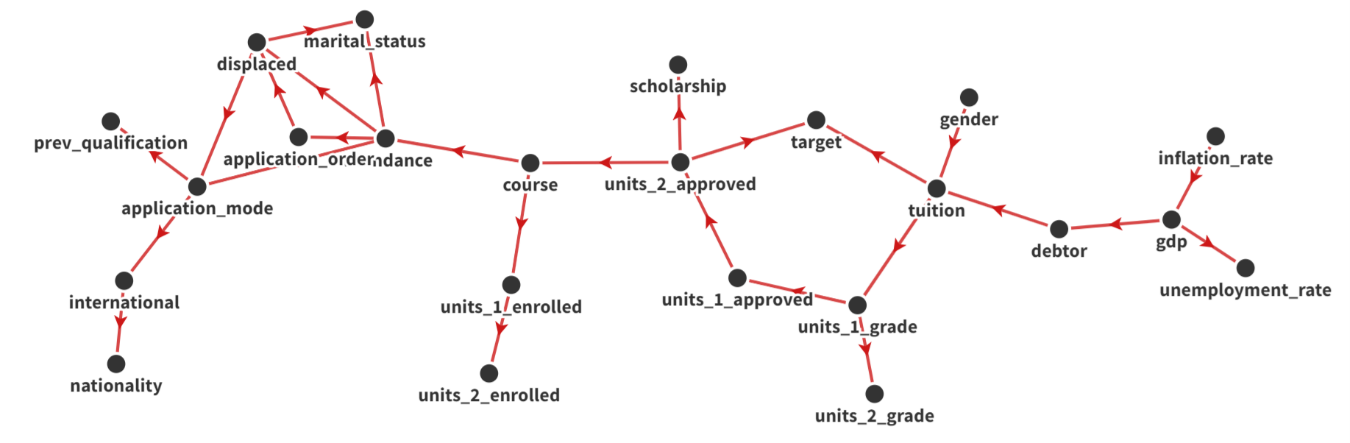 marital_status
displaced
scholarship
gender
target
prev_qualification
inflation_rate
application_order
course
units_2_approved
application_mode
tuition
gdp
debtor
unemployment_rate
international
units_1_enrolled
units_1_approved
units_1_grade
nationality
units_2_enrolled
units_2_grade